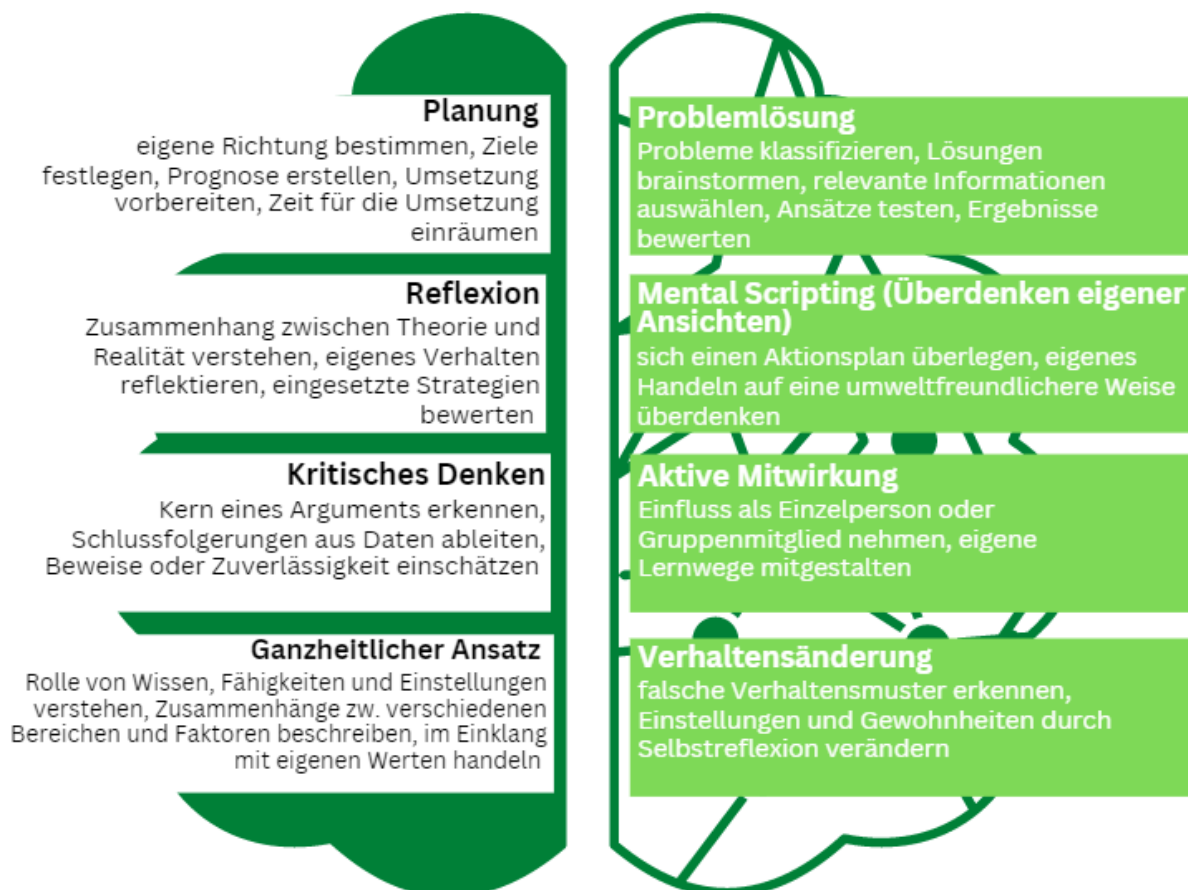 Planung
eigene Richtung bestimmen, Ziele
festlegen, Prognose erstellen, Umsetzung
vorbereiten, Zeit für die Umsetzung
einräumen
Reflexion
Zusammenhang zwischen Theorie und
Realität verstehen, eigenes Verhalten
reflektieren, eingesetzte Strategien
bewerten
Kritisches Denken
Kern eines Arguments erkennen,
Schlussfolgerungen aus Daten ableiten,
Beweise oder Zuverlässigkeit einschätzen
Ganzheitlicher Ansatz
Rolle von Wissen, Fähigkeiten und Einstellungen
verstehen, Zusammenhänge zw. verschiedenen
Bereichen und Faktoren beschreiben, im Einklang
mit eigenen Werten handeln
Problemlösung
Probleme klassifizieren, Lösungen
brainstormen, relevante Informationen
auswählen, Ansätze testen, Ergebnisse
bewerten
Mental Scripting (Überdenken eigener
Ansichten)
sich einen Aktionsplan überlegen, eigenes
Handeln auf eine umweltfreundlichere Weise
überdenken
Aktive Mitwirkung
Einfluss als Einzelperson oder
Gruppenmitglied nehmen, eigene
Lernwege mitgestalten
Verhaltensänderung
falsche Verhaltensmuster erkennen,
Einstellungen und Gewohnheiten durch
Selbstreflexion verändern